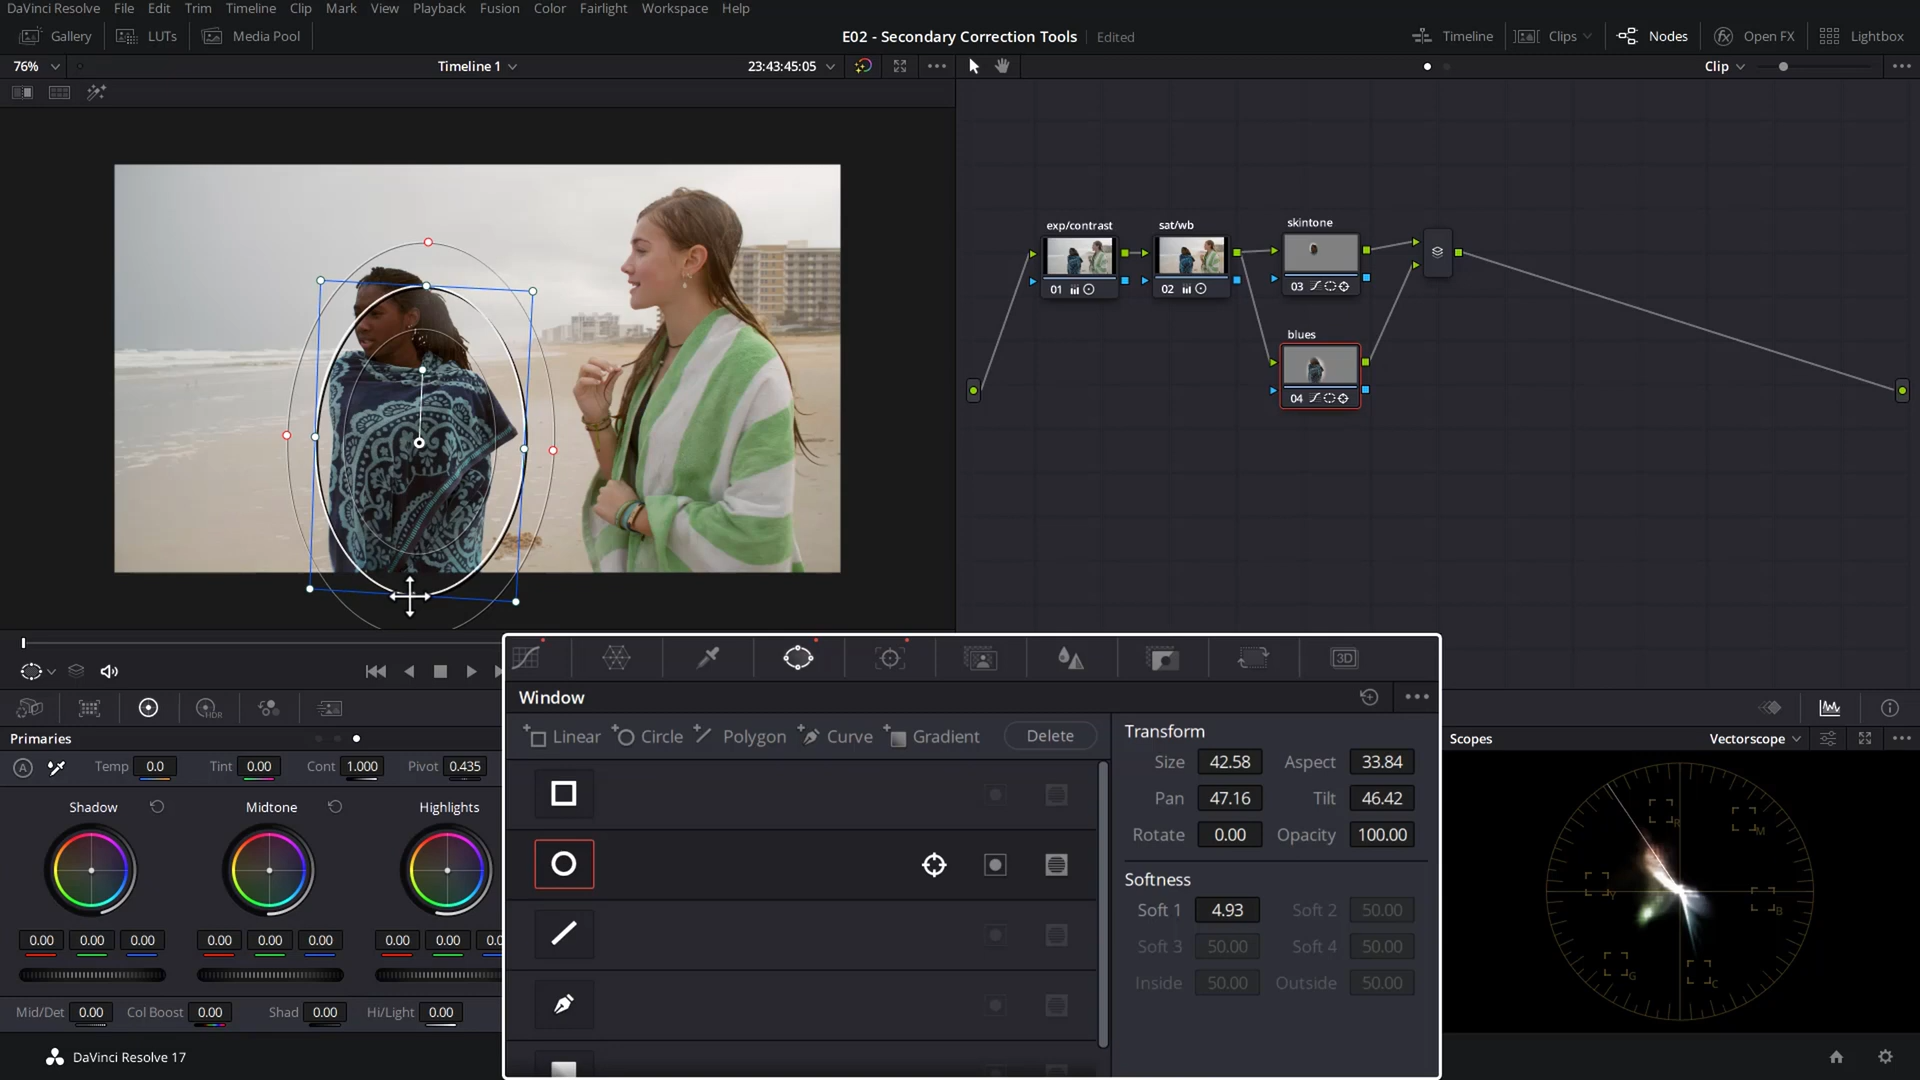 DaVinci Resolve File Edit Trim Timeline Clip Mark View Playback Fusion Color Fairlight Workspace Help
Gallery LUTs Media Pool E02 - Secondary Correction Tools Edited Timeline Clips Nodes Open FX Lightbox
76% Timeline 1 23:43:45:05 Clip
exp/contrast sat/wb skintone
01 02 03
blues
04
Window
Linear Circle Polygon Curve Gradient Delete
Transform
Size 42.58 Aspect 33.84
Pan 47.16 Tilt 46.42
Rotate 0.00 Opacity 100.00
Softness
Soft 1 4.93 Soft 2 50.00
Soft 3 50.00 Soft 4 50.00
Inside 50.00 Outside 50.00
3D
HDR
Primaries
A Temp 0.0 Tint 0.00 Cont 1.000 Pivot 0.435
Shadow Midtone Highlights
0.00 0.00 0.00 0.00 0.00 0.00 0.00 0.00
Mid/Det 0.00 Col Boost 0.00 Shad 0.00 Hi/Light 0.00
Scopes Vectorscope
R M
Y B
G C
DaVinci Resolve 17